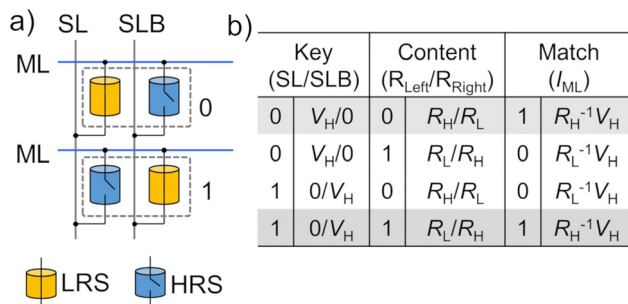 a) SL SLB
ML
0
ML
1
LRS HRS
b)
Key Content Match
(SL/SLB) (R_Left/R_Right) (I_ML)
0 V_H/0 0 R_H/R_L 1 R_H⁻¹V_H
0 V_H/0 1 R_L/R_H 0 R_L⁻¹V_H
1 0/V_H 0 R_H/R_L 0 R_L⁻¹V_H
1 0/V_H 1 R_L/R_H 1 R_H⁻¹V_H